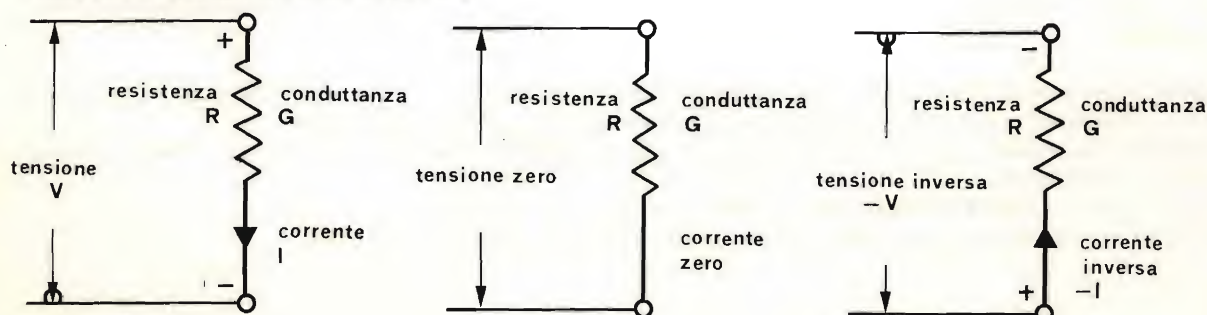 +
resistenza
R
conduttanza
G
tensione
V
corrente
I
-
resistenza
R
conduttanza
G
tensione zero
corrente
zero
-
resistenza
R
conduttanza
G
tensione inversa
-V
corrente
inversa
-I
+